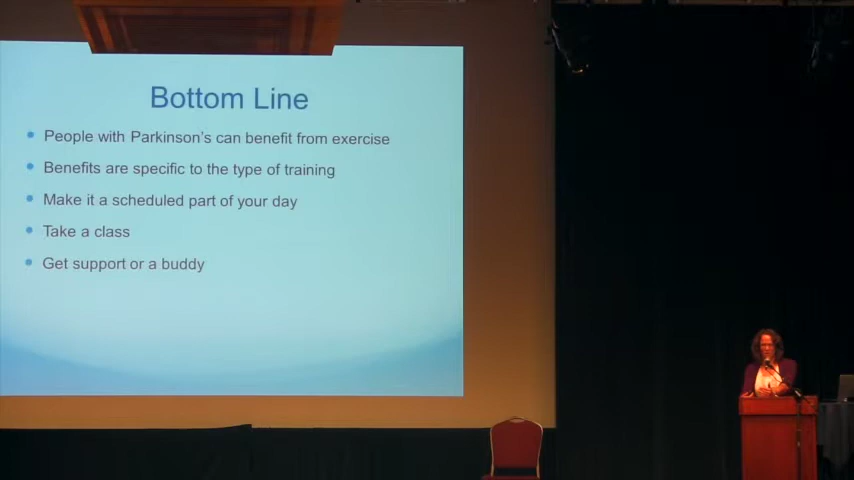 Bottom Line
People with Parkinson's can benefit from exercise
Benefits are specific to the type of training
Make it a scheduled part of your day
Take a class
Get support or a buddy